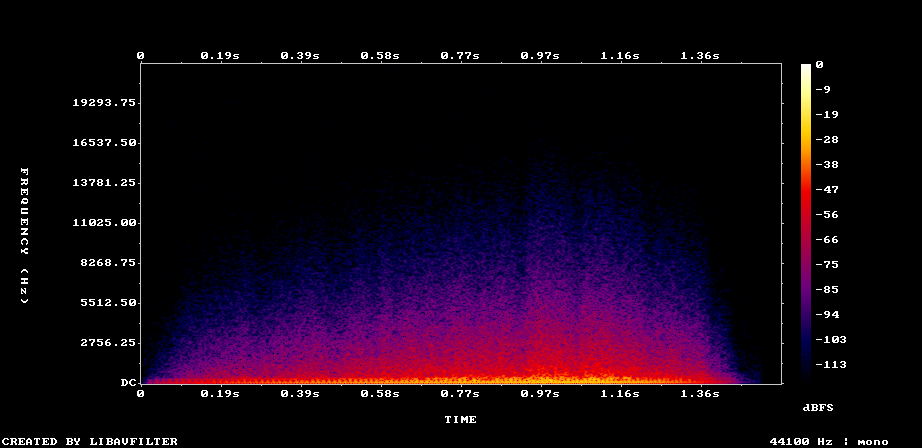 0 0.19s 0.39s 0.58s 0.77s 0.97s 1.16s 1.36s
0
-9
-19
-28
-38
-47
-56
-66
-75
-85
-94
-103
-113
dBFS
19293.75
16537.50
13781.25
11025.00
8268.75
5512.50
2756.25
DC
FREQUENCY (Hz)
0 0.19s 0.39s 0.58s 0.77s 0.97s 1.16s 1.36s
TIME
CREATED BY LIBAVFILTER
44100 Hz | mono